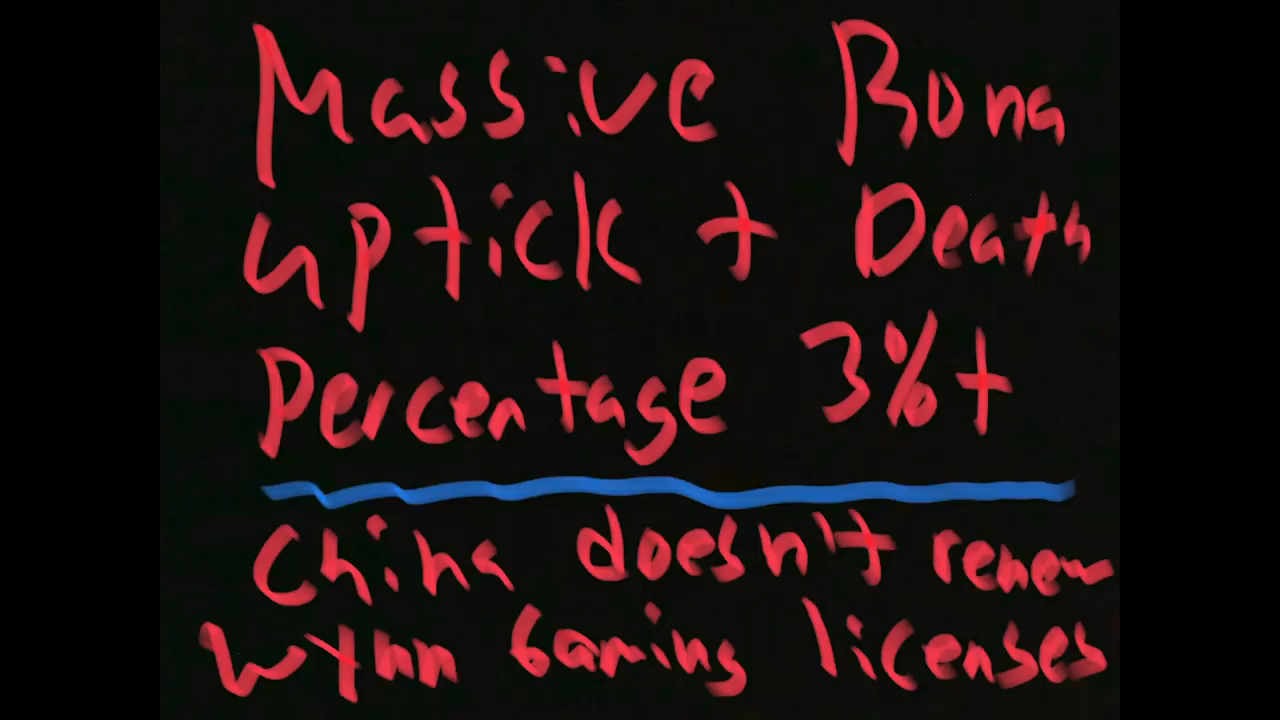 Massive Rona
uptick + Death
Percentage 3%+
China doesn't renew
Wynn Gaming licenses